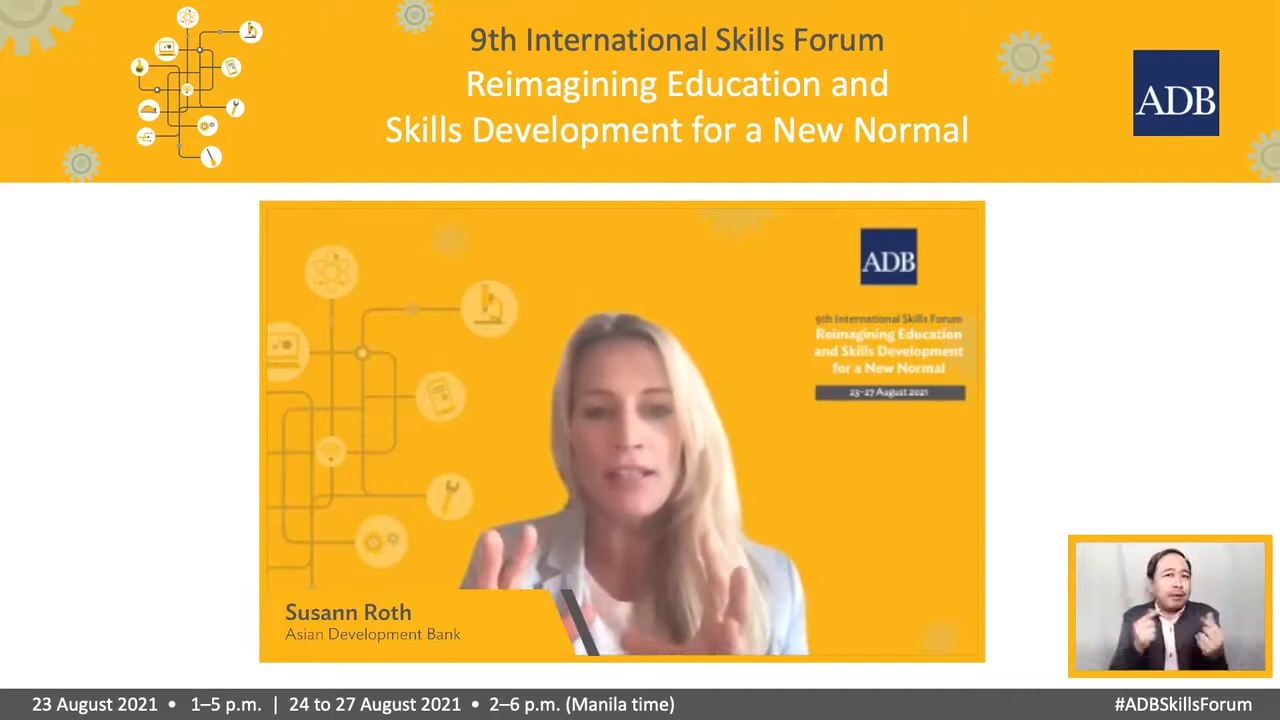 9th International Skills Forum
Reimagining Education and
Skills Development for a New Normal
ADB
ADB
9th International Skills Forum
Reimagining Education
and Skills Development
for a New Normal
23–27 August 2021
Susann Roth
Asian Development Bank
23 August 2021 • 1–5 p.m. | 24 to 27 August 2021 • 2–6 p.m. (Manila time)
#ADBSkillsForum